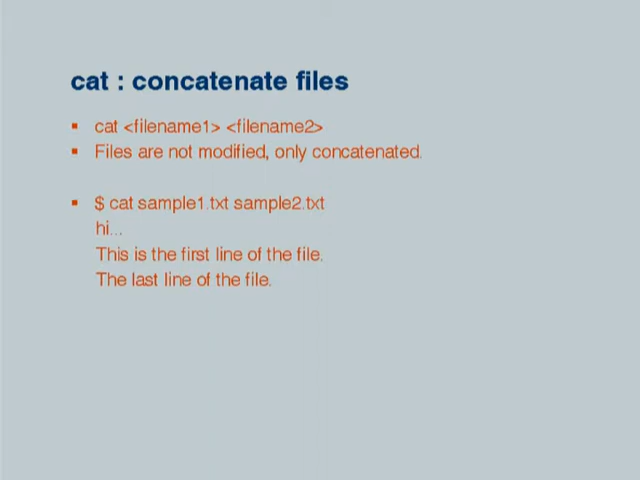 cat : concatenate files
▪ cat <filename1> <filename2>
▪ Files are not modified, only concatenated.
▪ $ cat sample1.txt sample2.txt
hi...
This is the first line of the file.
The last line of the file.